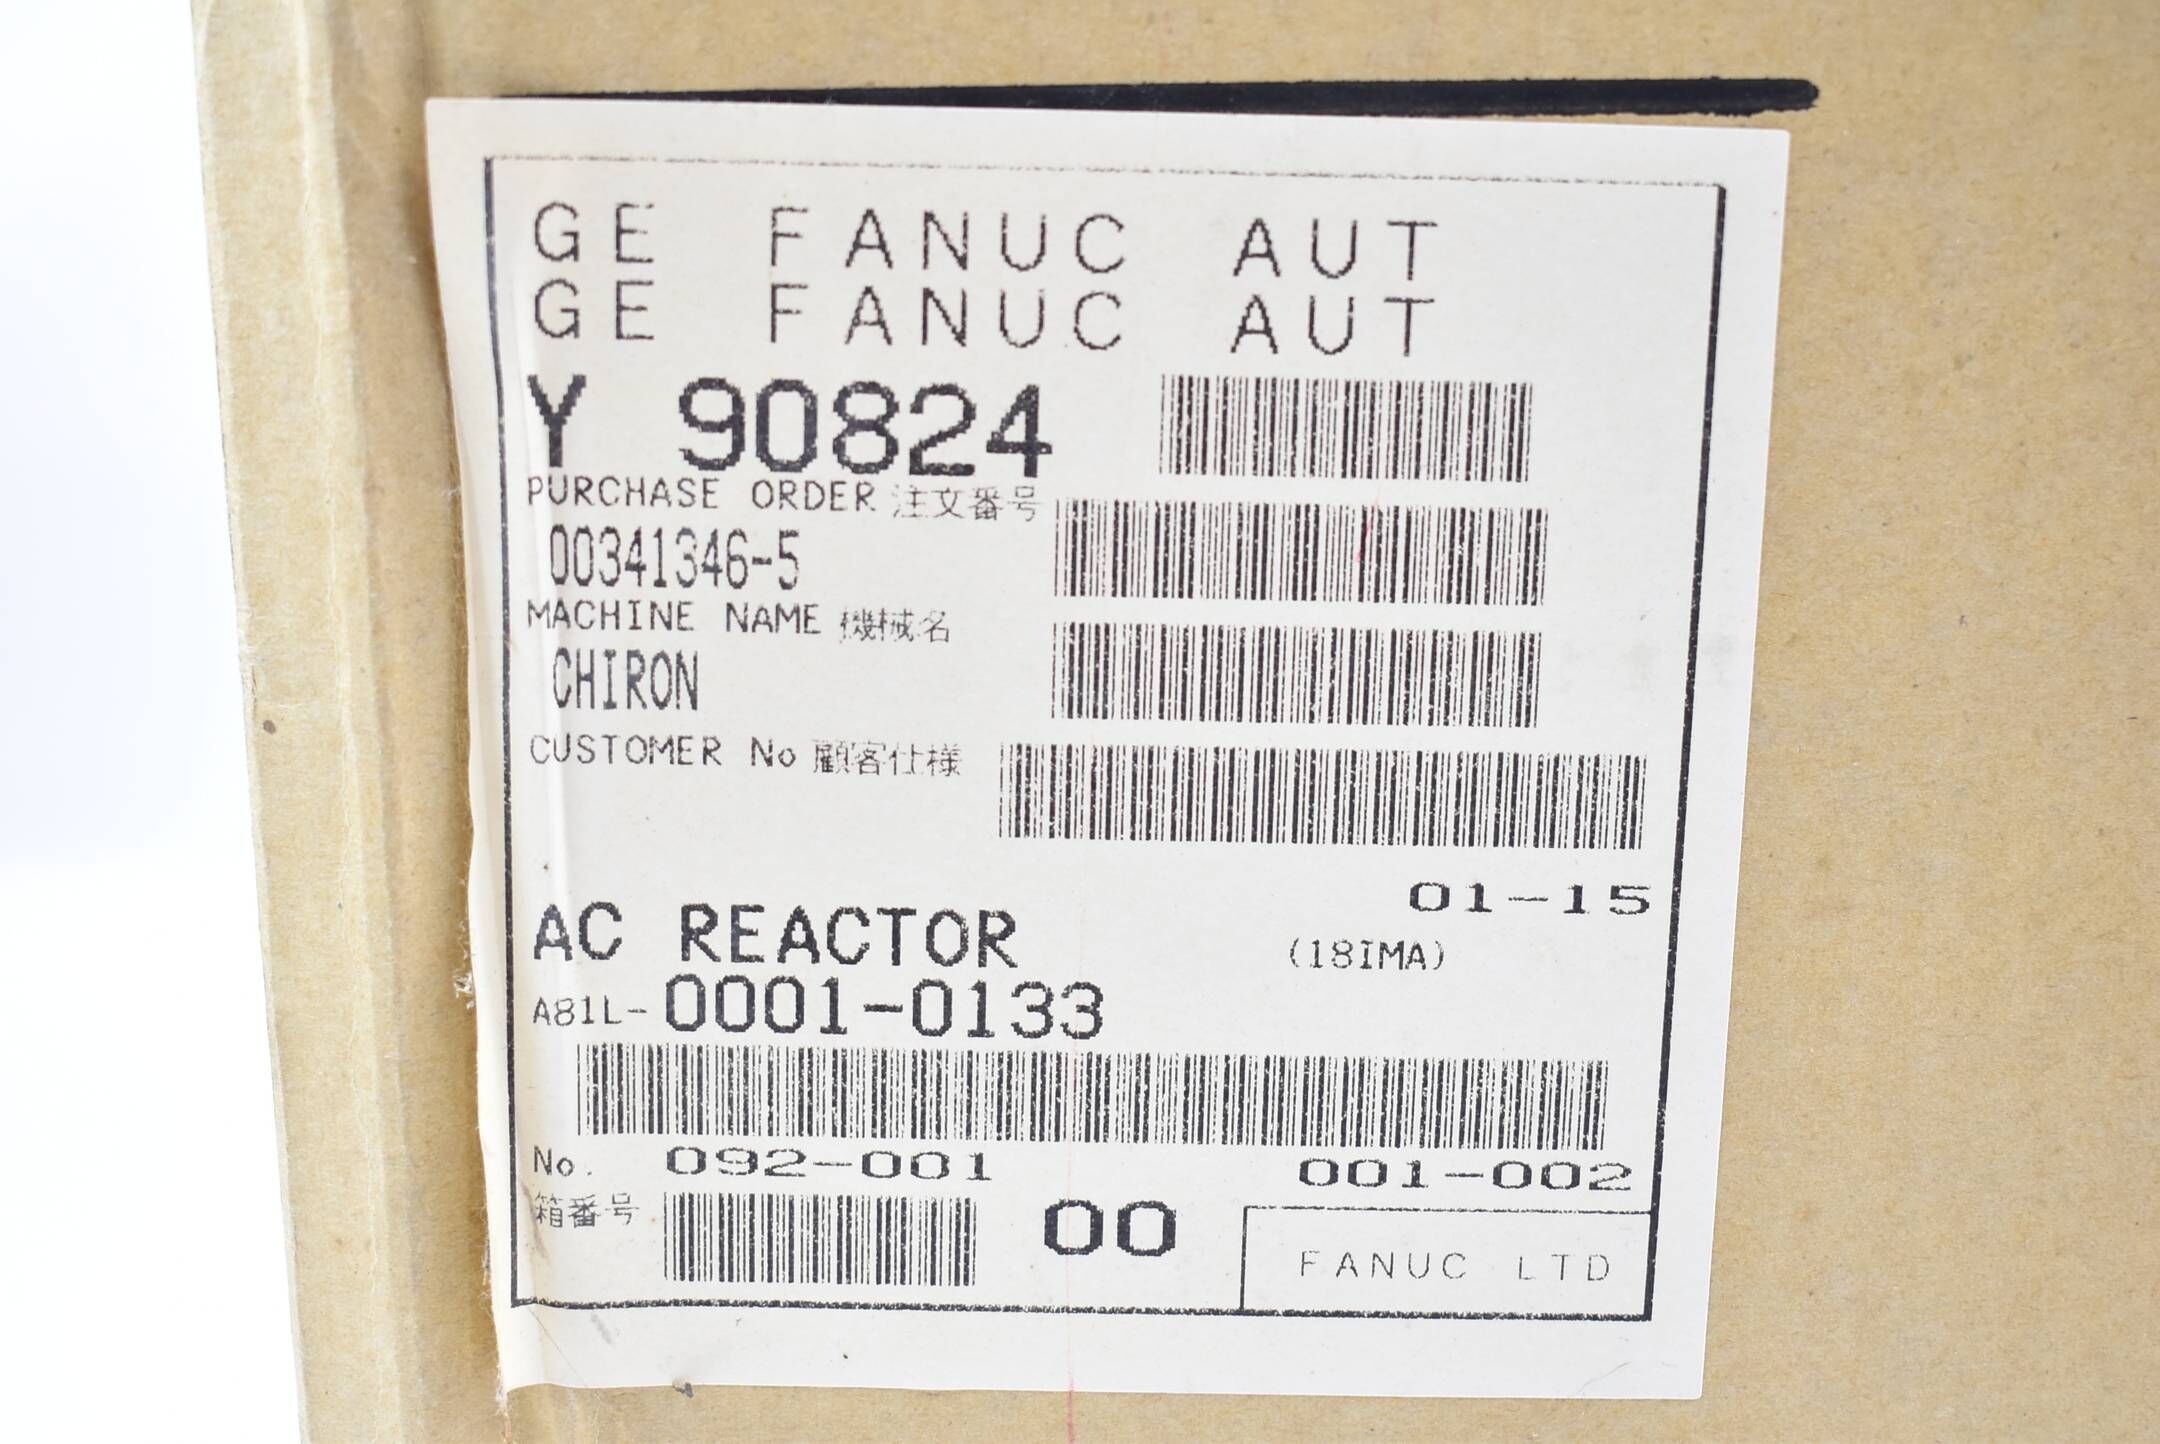 GE FANUC AUT
GE FANUC AUT
Y 90824
PURCHASE ORDER 注文番号
00341346-5
MACHINE NAME 機械名
CHIRON
CUSTOMER No 顧客仕様
01-15
AC REACTOR (18IMA)
A81L-0001-0133
No. 092-001 001-002
箱番号 00
FANUC LTD